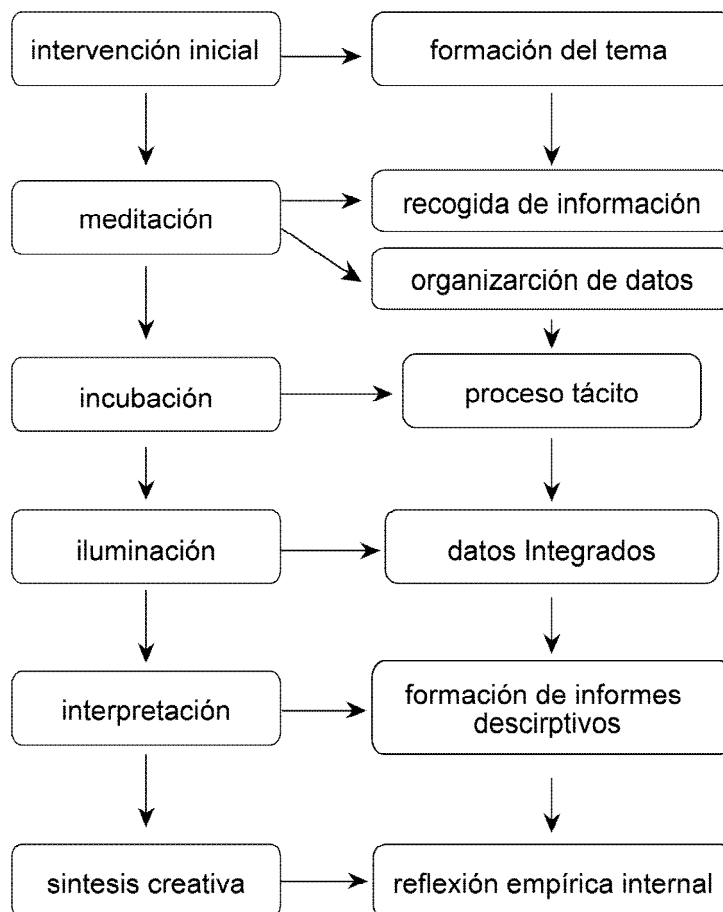 intervención inicial
formación del tema
meditación
recogida de información
organizarción de datos
incubación
proceso tácito
iluminación
datos Integrados
interpretación
formación de informes
descirptivos
sintesis creativa
reflexión empírica internal